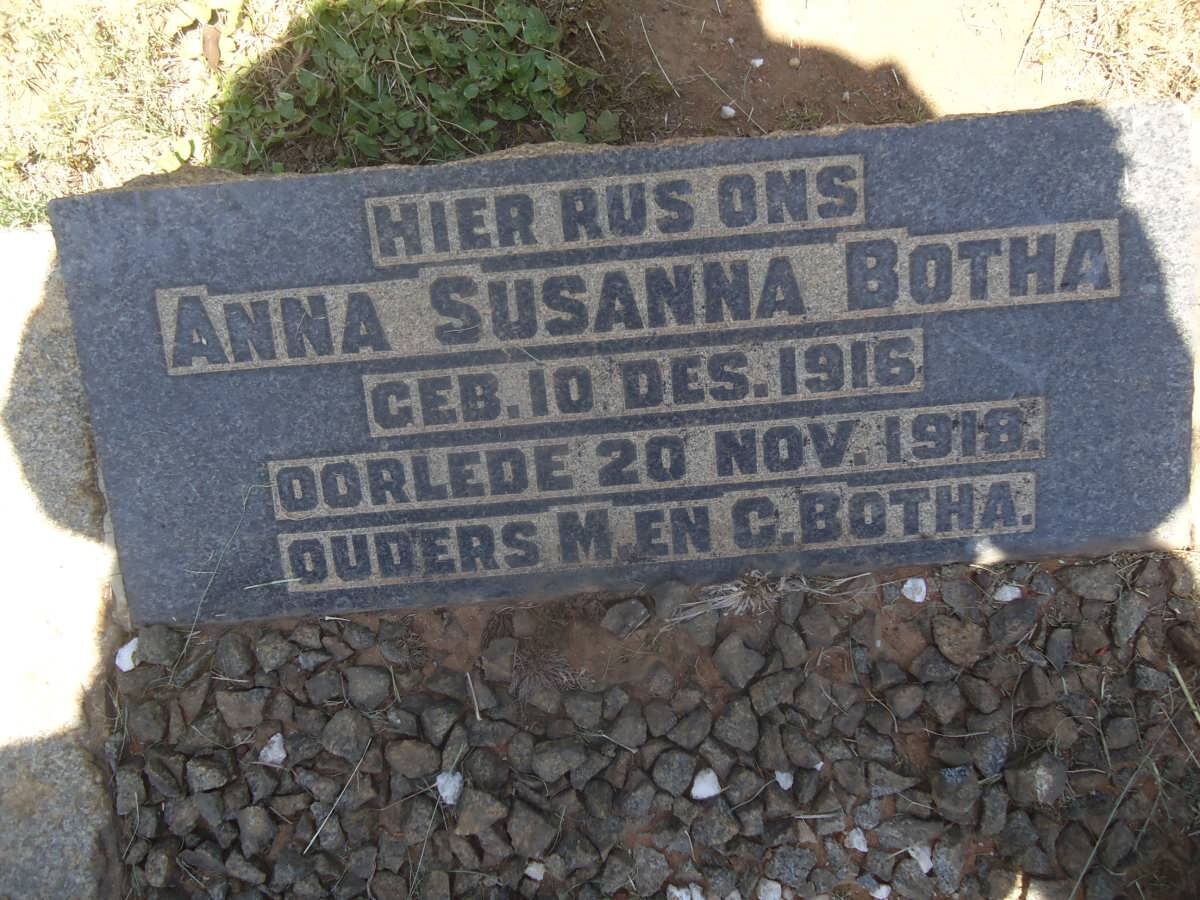 HIER RUS ONS
ANNA SUSANNA BOTHA
GEB. 10 DES. 1916
OORLEDE 20 NOV. 1918.
OUDERS M. EN C. BOTHA.